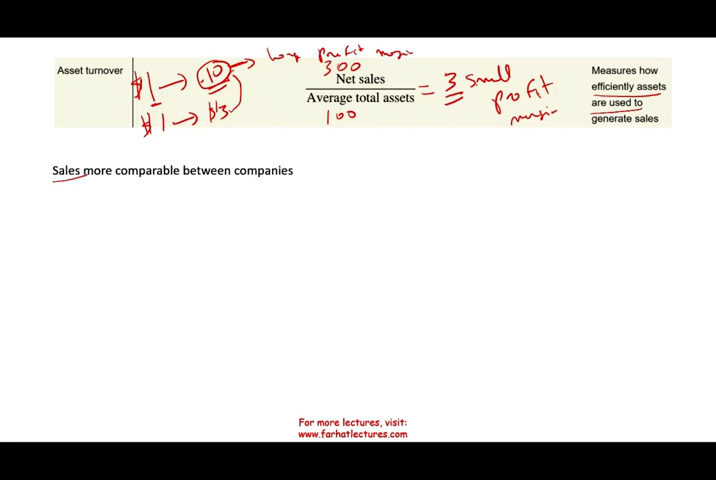 profit margin
300
Asset turnover
$1 → .10
Net sales
Average total assets
= 3 small
profit
margin
100
$1 → $3
Measures how
efficiently assets
are used to
generate sales
Sales more comparable between companies
For more lectures, visit:
www.farhatlectures.com